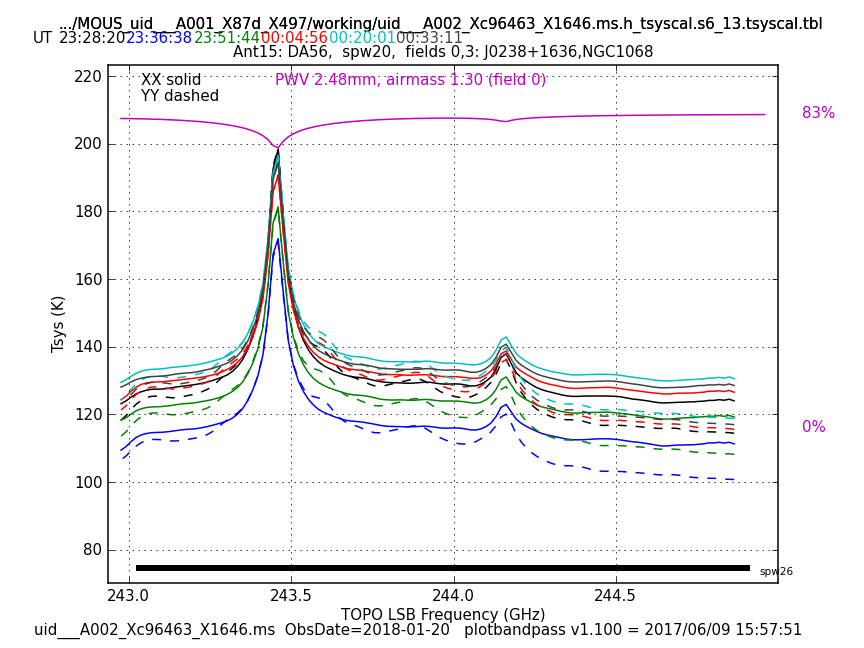 .../MOUS_uid___A001_X87d_X497/working/uid___A002_Xc96463_X1646.ms.h_tsyscal.s6_13.tsyscal.tbl
UT 23:28:20 23:36:38 23:51:44 00:04:56 00:20:01 00:33:11
Ant15: DA56, spw20, fields 0,3: J0238+1636,NGC1068
XX solid
PWV 2.48mm, airmass 1.30 (field 0)
YY dashed
83%
0%
220
200
180
160
140
120
100
80
Tsys (K)
spw26
243.0 243.5 244.0 244.5
TOPO LSB Frequency (GHz)
uid___A002_Xc96463_X1646.ms ObsDate=2018-01-20 plotbandpass v1.100 = 2017/06/09 15:57:51